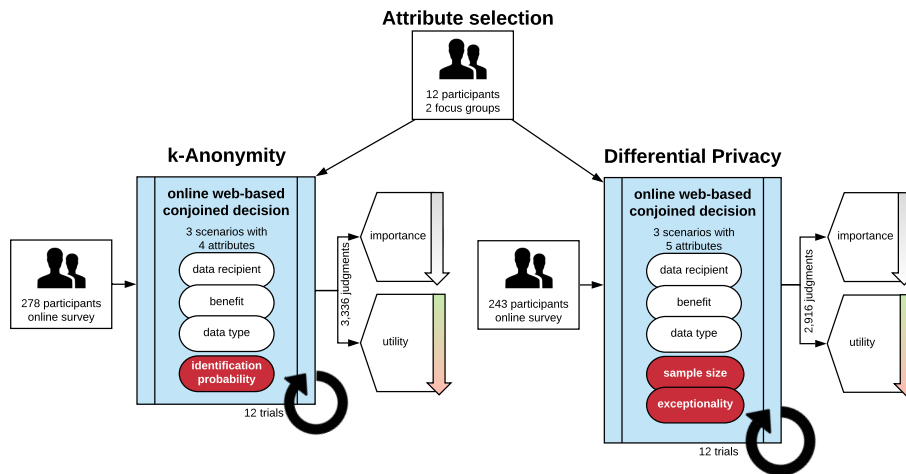 Attribute selection
12 participants
2 focus groups
k-Anonymity
online web-based
conjoined decision
3 scenarios with
4 attributes
data recipient
benefit
data type
identification
probability
12 trials
278 participants
online survey
3,336 judgments
importance
utility
Differential Privacy
online web-based
conjoined decision
3 scenarios with
5 attributes
data recipient
benefit
data type
sample size
exceptionality
12 trials
243 participants
online survey
2,916 judgments
importance
utility